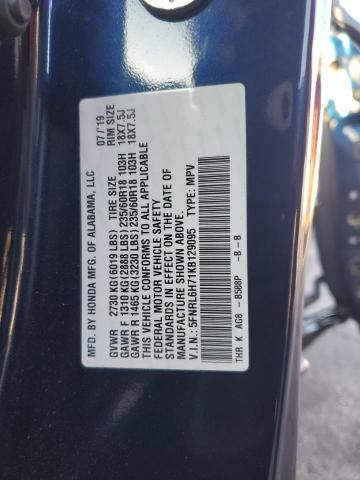 MFD. BY HONDA MFG. OF ALABAMA, LLC 07/'19
GVWR 2730 KG(6019 LBS) TIRE SIZE RIM SIZE
GAWR F 1310 KG(2888 LBS)235/60R18 103H 18X7.5J
GAWR R 1465 KG(3230 LBS)235/60R18 103H 18X7.5J
THIS VEHICLE CONFORMS TO ALL APPLICABLE
FEDERAL MOTOR VEHICLE SAFETY
STANDARDS IN EFFECT ON THE DATE OF
MANUFACTURE SHOWN ABOVE.
V.I.N.:5FNRL6H71KB129095 TYPE: MPV
THR K AG8 - B588P -B - B